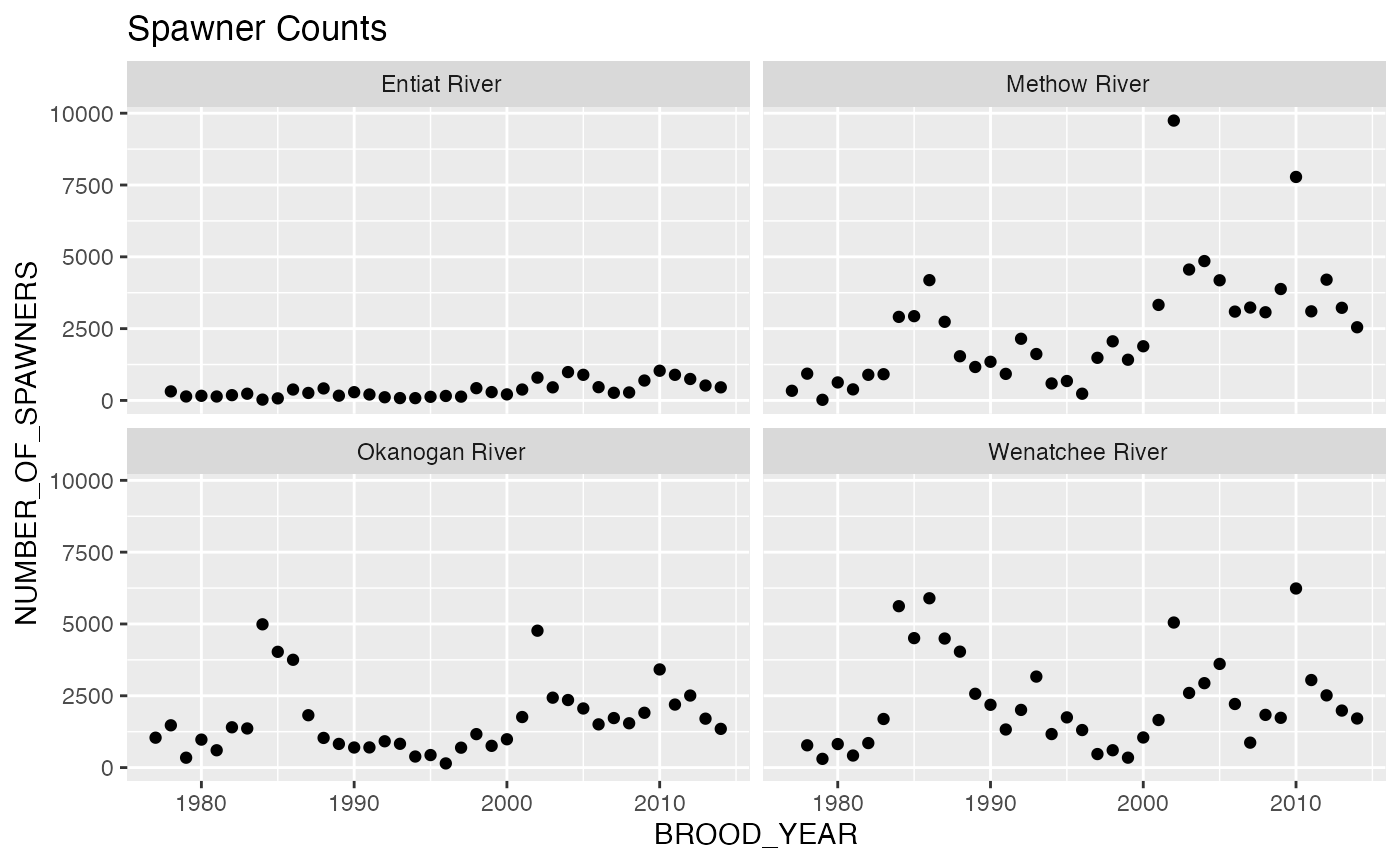 Spawner Counts
Entiat River
Methow River
10000
7500
5000
2500
0
Okanogan River
Wenatchee River
10000
7500
5000
2500
0
NUMBER_OF_SPAWNERS
1980 1990 2000 2010 1980 1990 2000 2010
BROOD_YEAR